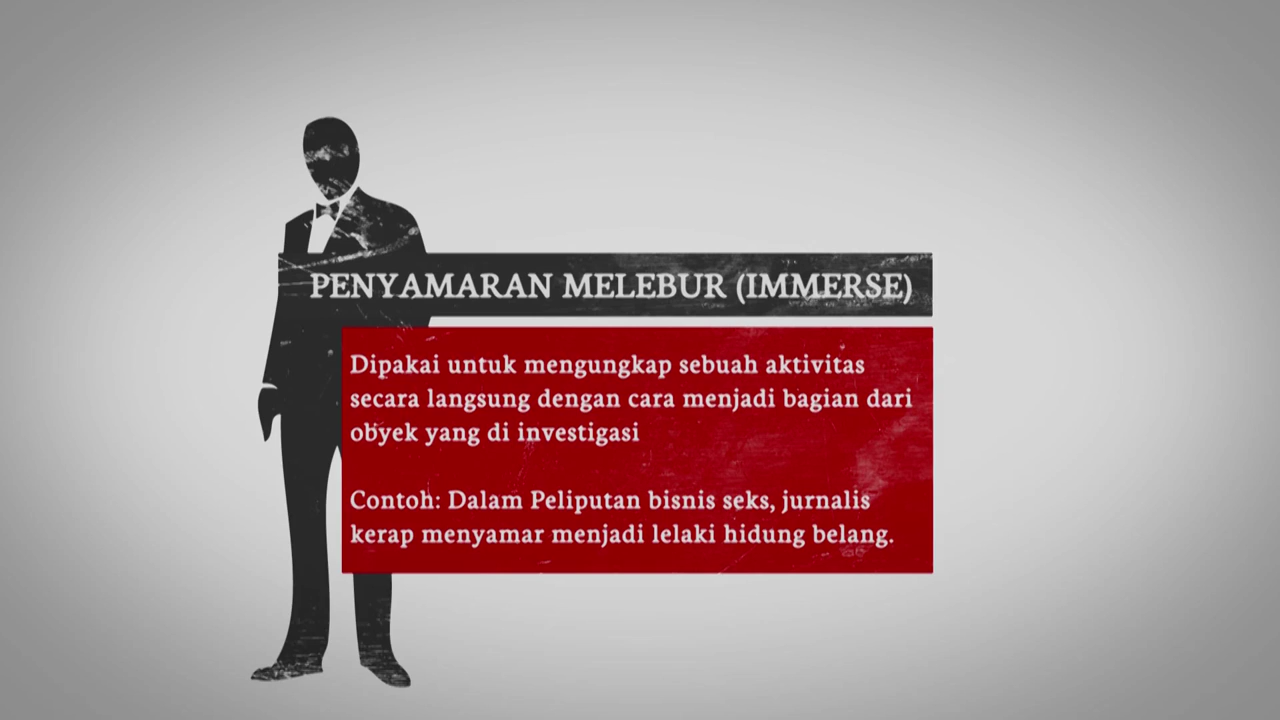 PENYAMARAN MELEBUR (IMMERSE)
Dipakai untuk mengungkap sebuah aktivitas
secara langsung dengan cara menjadi bagian dari
obyek yang di investigasi
Contoh: Dalam Peliputan bisnis seks, jurnalis
kerap menyamar menjadi lelaki hidung belang.